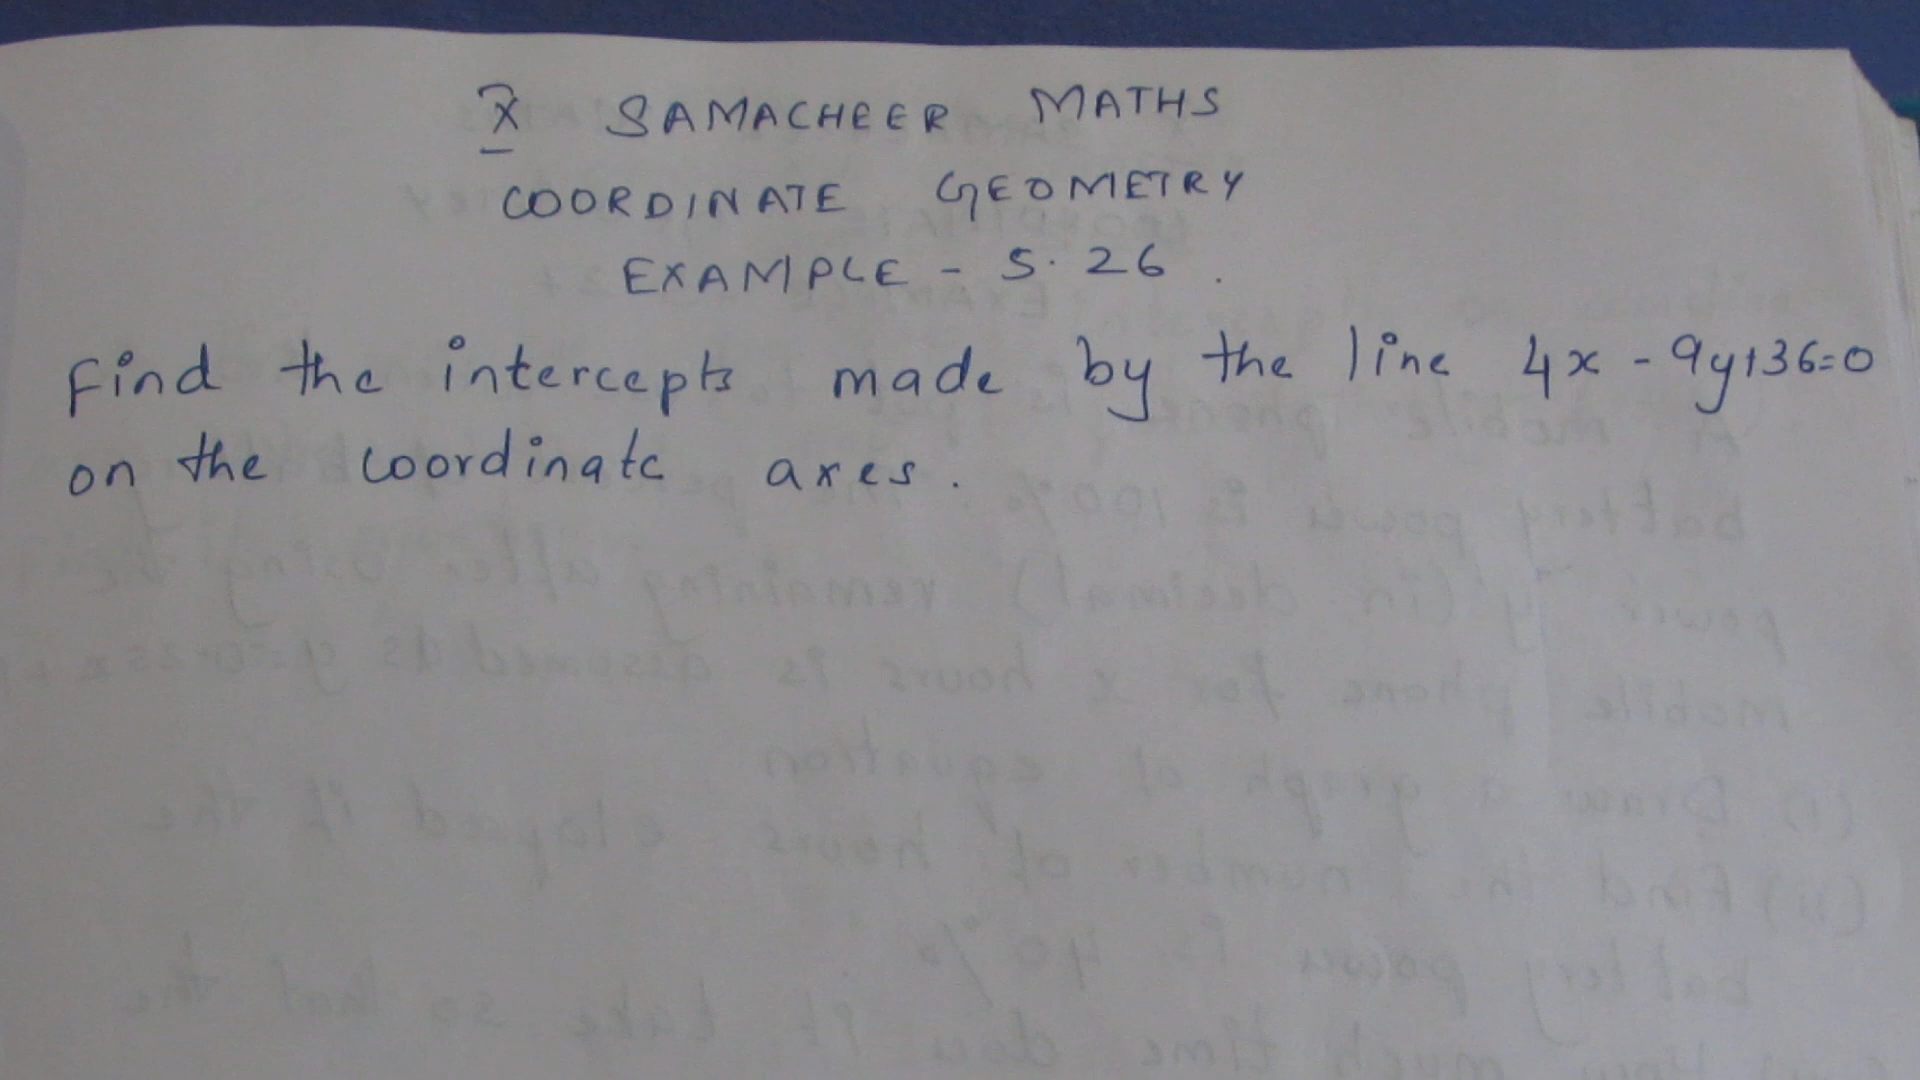 X SAMACHEER MATHS
COORDINATE GEOMETRY
EXAMPLE - 5.26.
Find the intercepts made by the line 4x - 9y+36=0
on the coordinate axes.